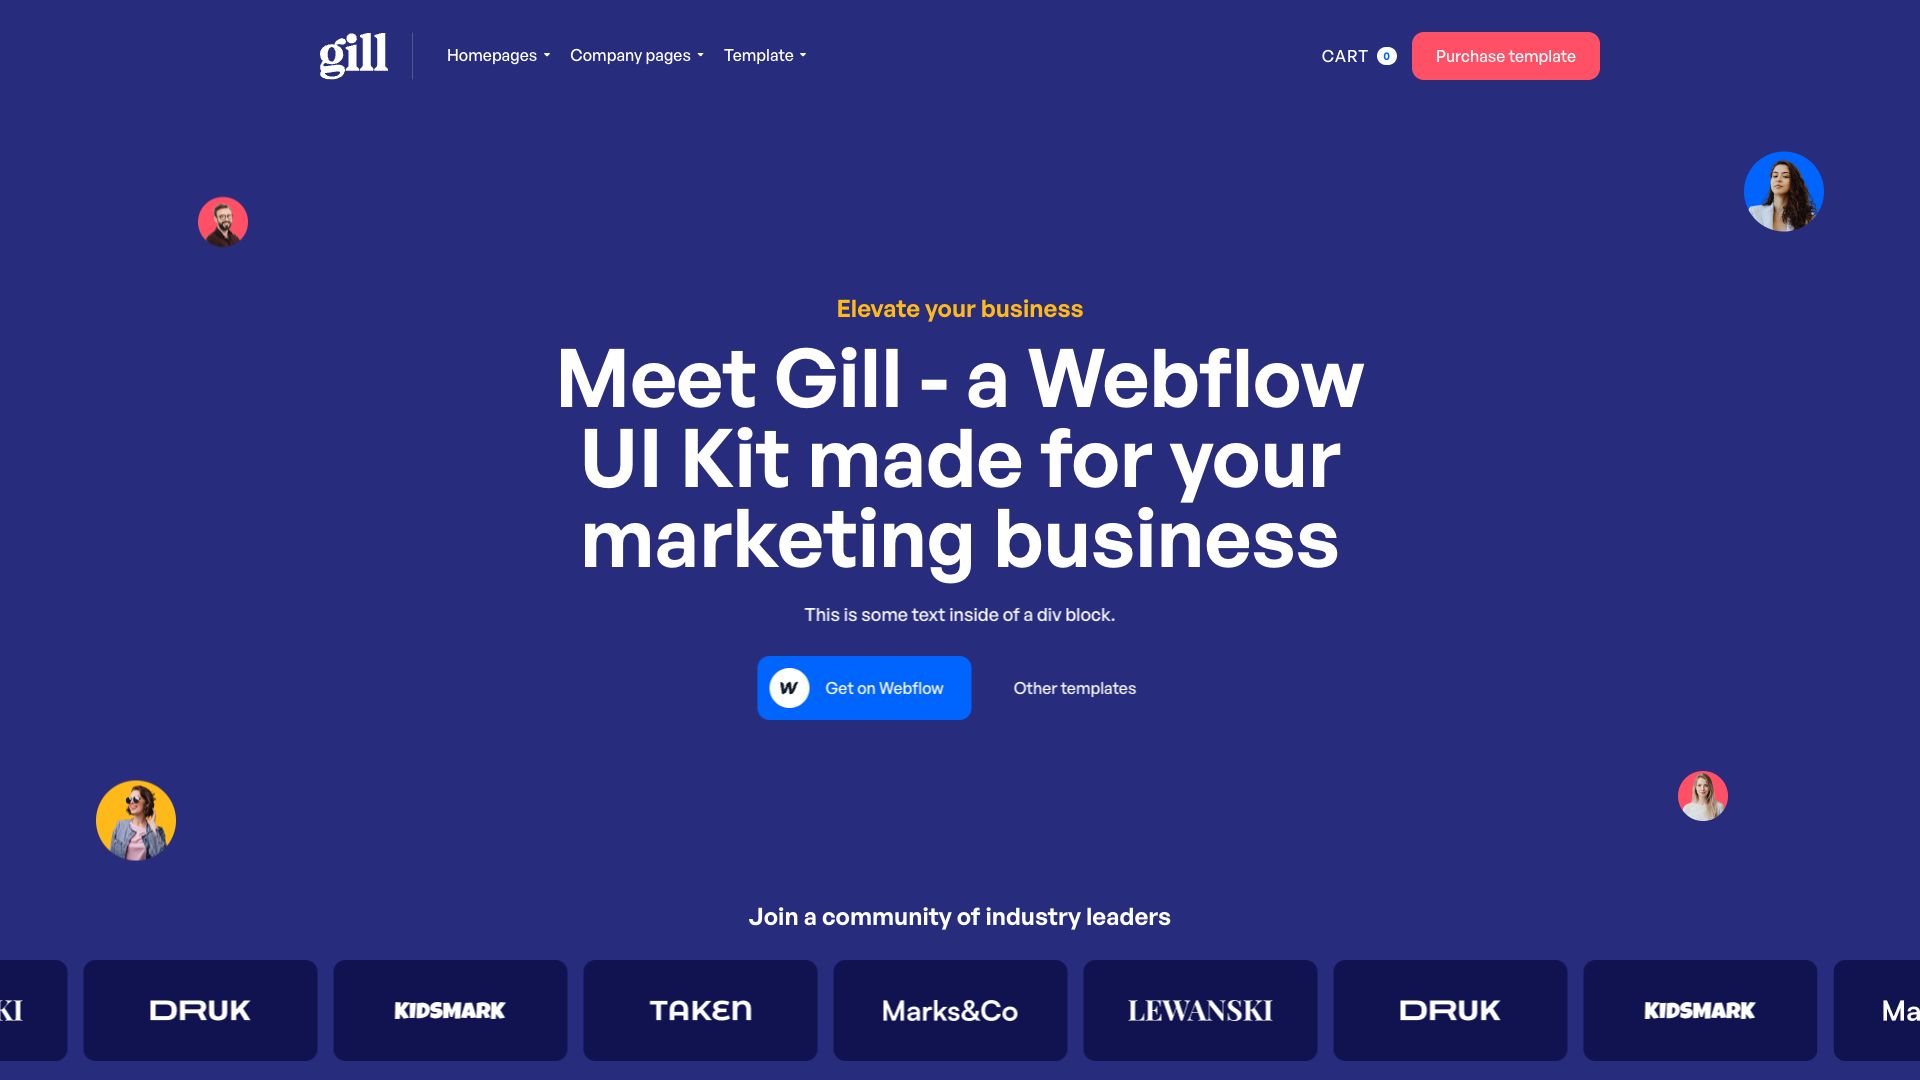 gill
Homepages
Company pages
Template
CART 0
Purchase template
Elevate your business
Meet Gill - a Webflow
UI Kit made for your
marketing business
This is some text inside of a div block.
W Get on Webflow
Other templates
Join a community of industry leaders
KI
DRUK
KIDSMARK
TAKEN
Marks&Co
LEWANSKI
DRUK
KIDSMARK
Ma